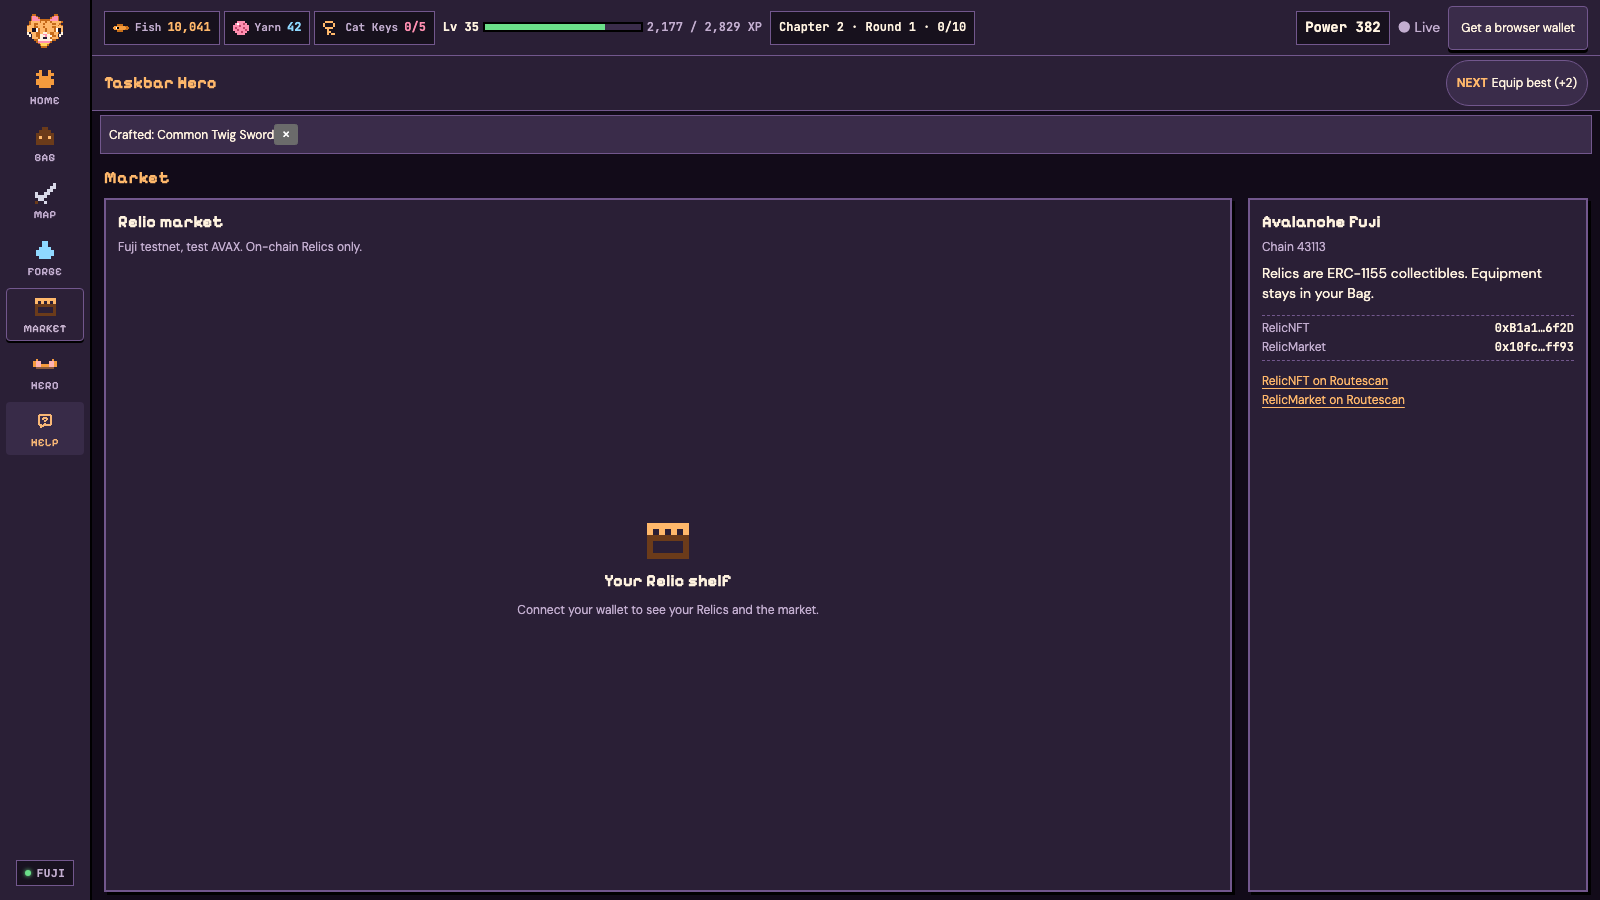 Fish 10,041
Yarn 42
Cat Keys 0/5
Lv 35
2,177 / 2,829 XP
Chapter 2 · Round 1 · 0/10
Power 382
Live
Get a browser wallet
HOME
BAG
MAP
FORGE
MARKET
HERO
HELP
FUJI
Taskbar Hero
NEXT Equip best (+2)
Crafted: Common Twig Sword ×
Market
Relic market
Fuji testnet, test AVAX. On-chain Relics only.
Your Relic shelf
Connect your wallet to see your Relics and the market.
Avalanche Fuji
Chain 43113
Relics are ERC-1155 collectibles. Equipment
stays in your Bag.
RelicNFT 0xB1a1…6f2D
RelicMarket 0x10fc…ff93
RelicNFT on Routescan
RelicMarket on Routescan